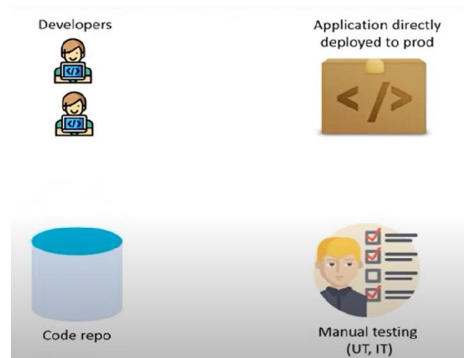 Developers
Application directly
deployed to prod
</>
</>
</>
Code repo
Manual testing
(UT, IT)